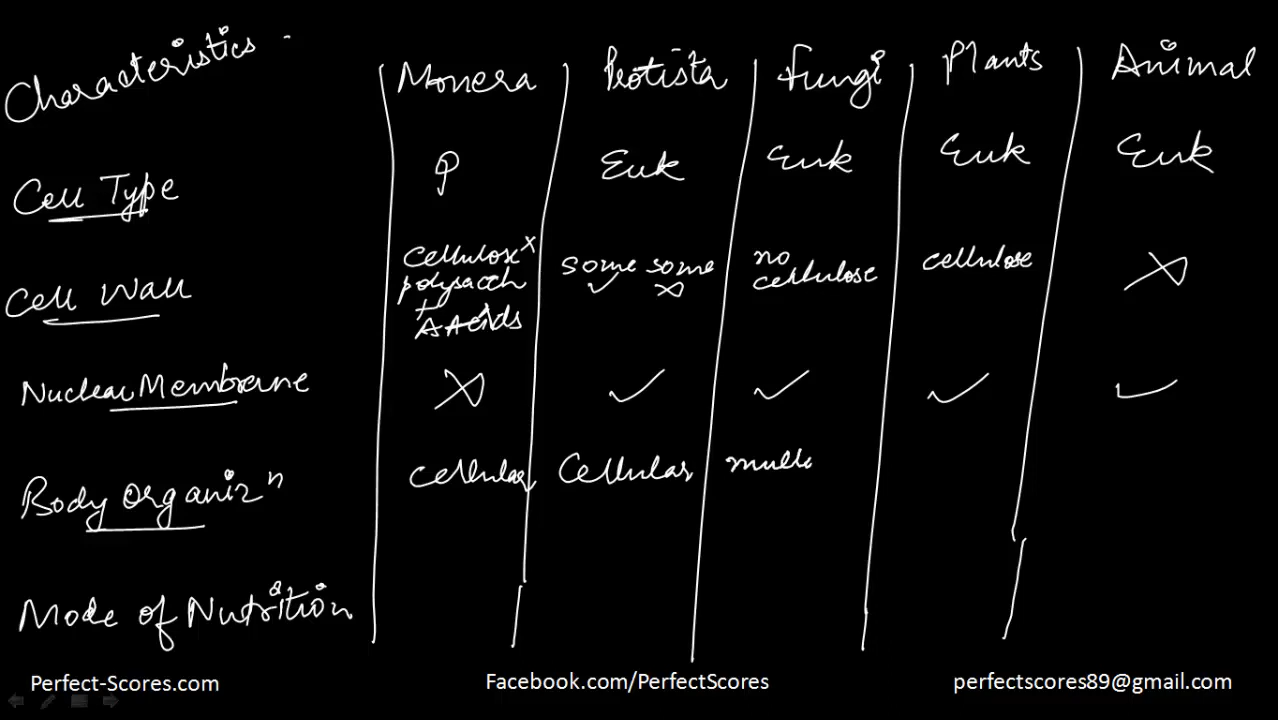 Characteristics
Monera Protista Fungi Plants Animal
Cell Type P Euk Euk Euk Euk
Cell Wall cellulose x some some no cellulose x
polysacch ✓ x cellulose
+
A Acids
Nuclear Membrane x ✓ ✓ ✓ ✓
Body organiz n cellular Cellular
Mode of Nutrition
Perfect-Scores.com Facebook.com/PerfectScores perfectscores89@gmail.com